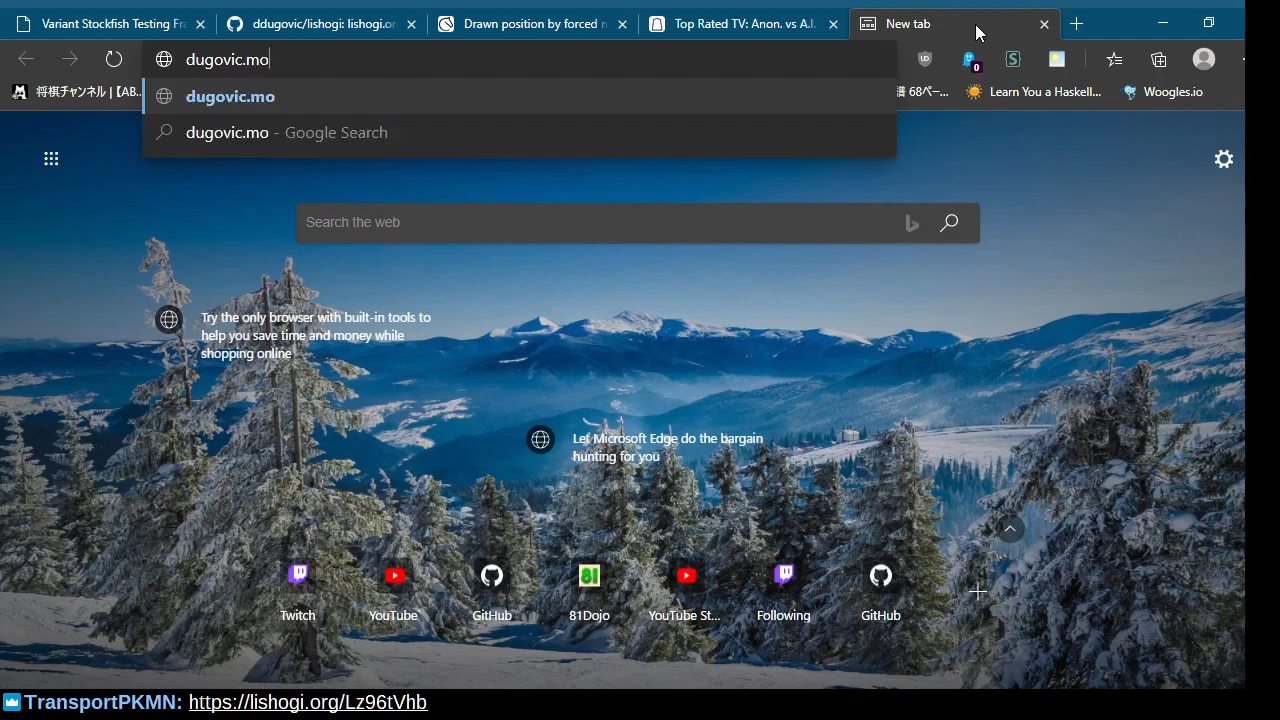 Variant Stockfish Testing Fra
ddugovic/lishogi: lishogi.or
Drawn position by forced n
Top Rated TV: Anon. vs A.I.
New tab
dugovic.mo
0
将棋チャンネル |【AB...
dugovic.mo
68ペー...
Learn You a Haskell...
Woogles.io
dugovic.mo - Google Search
Search the web
Try the only browser with built-in tools to
help you save time and money while
shopping online
Let Microsoft Edge do the bargain
hunting for you
81
Twitch
YouTube
GitHub
81Dojo
YouTube St...
Following
GitHub
TransportPKMN: https://lishogi.org/Lz96tVhb